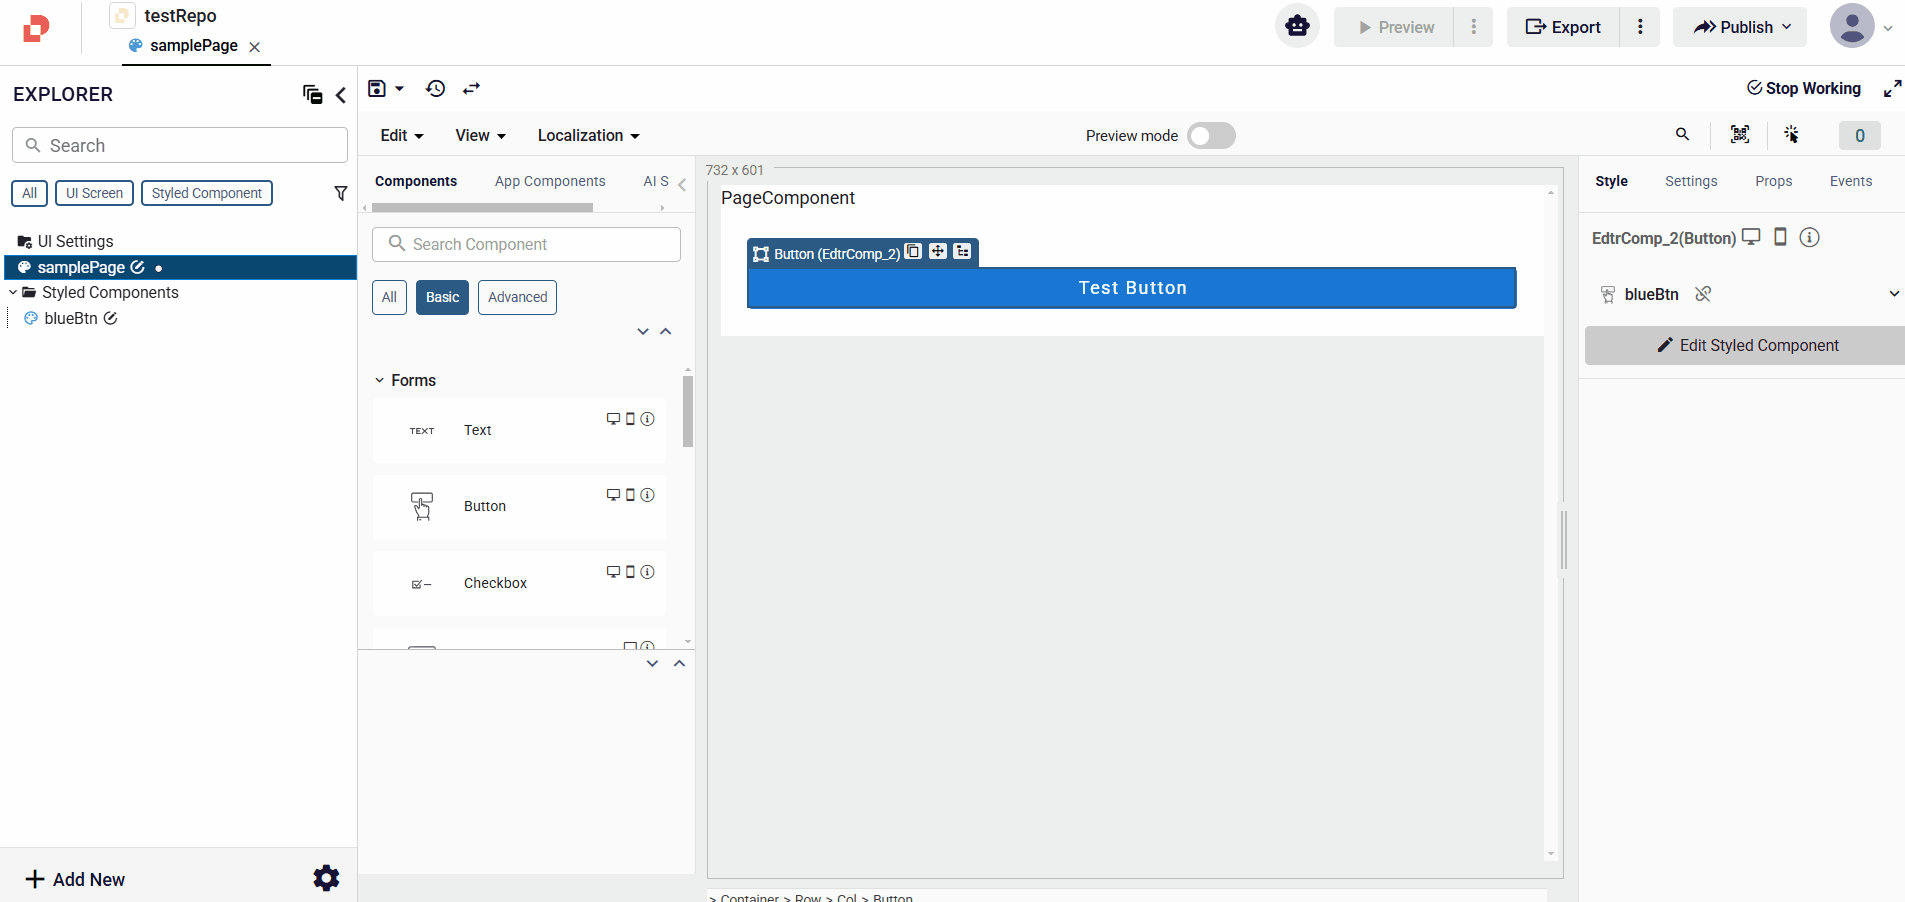 testRepo
samplePage
Preview
Export
Publish
EXPLORER
Stop Working
Search
Edit
View
Localization
Preview mode
0
All
UI Screen
Styled Component
Components
App Components
AI S
732 x 601
Style
Settings
Props
Events
PageComponent
UI Settings
samplePage
Styled Components
blueBtn
Search Component
Button (EdtrComp_2)
Test Button
EdtrComp_2(Button)
All
Basic
Advanced
blueBtn
Edit Styled Component
Forms
TEXT
Text
Button
Checkbox
Add New
> Container > Row > Col > Button